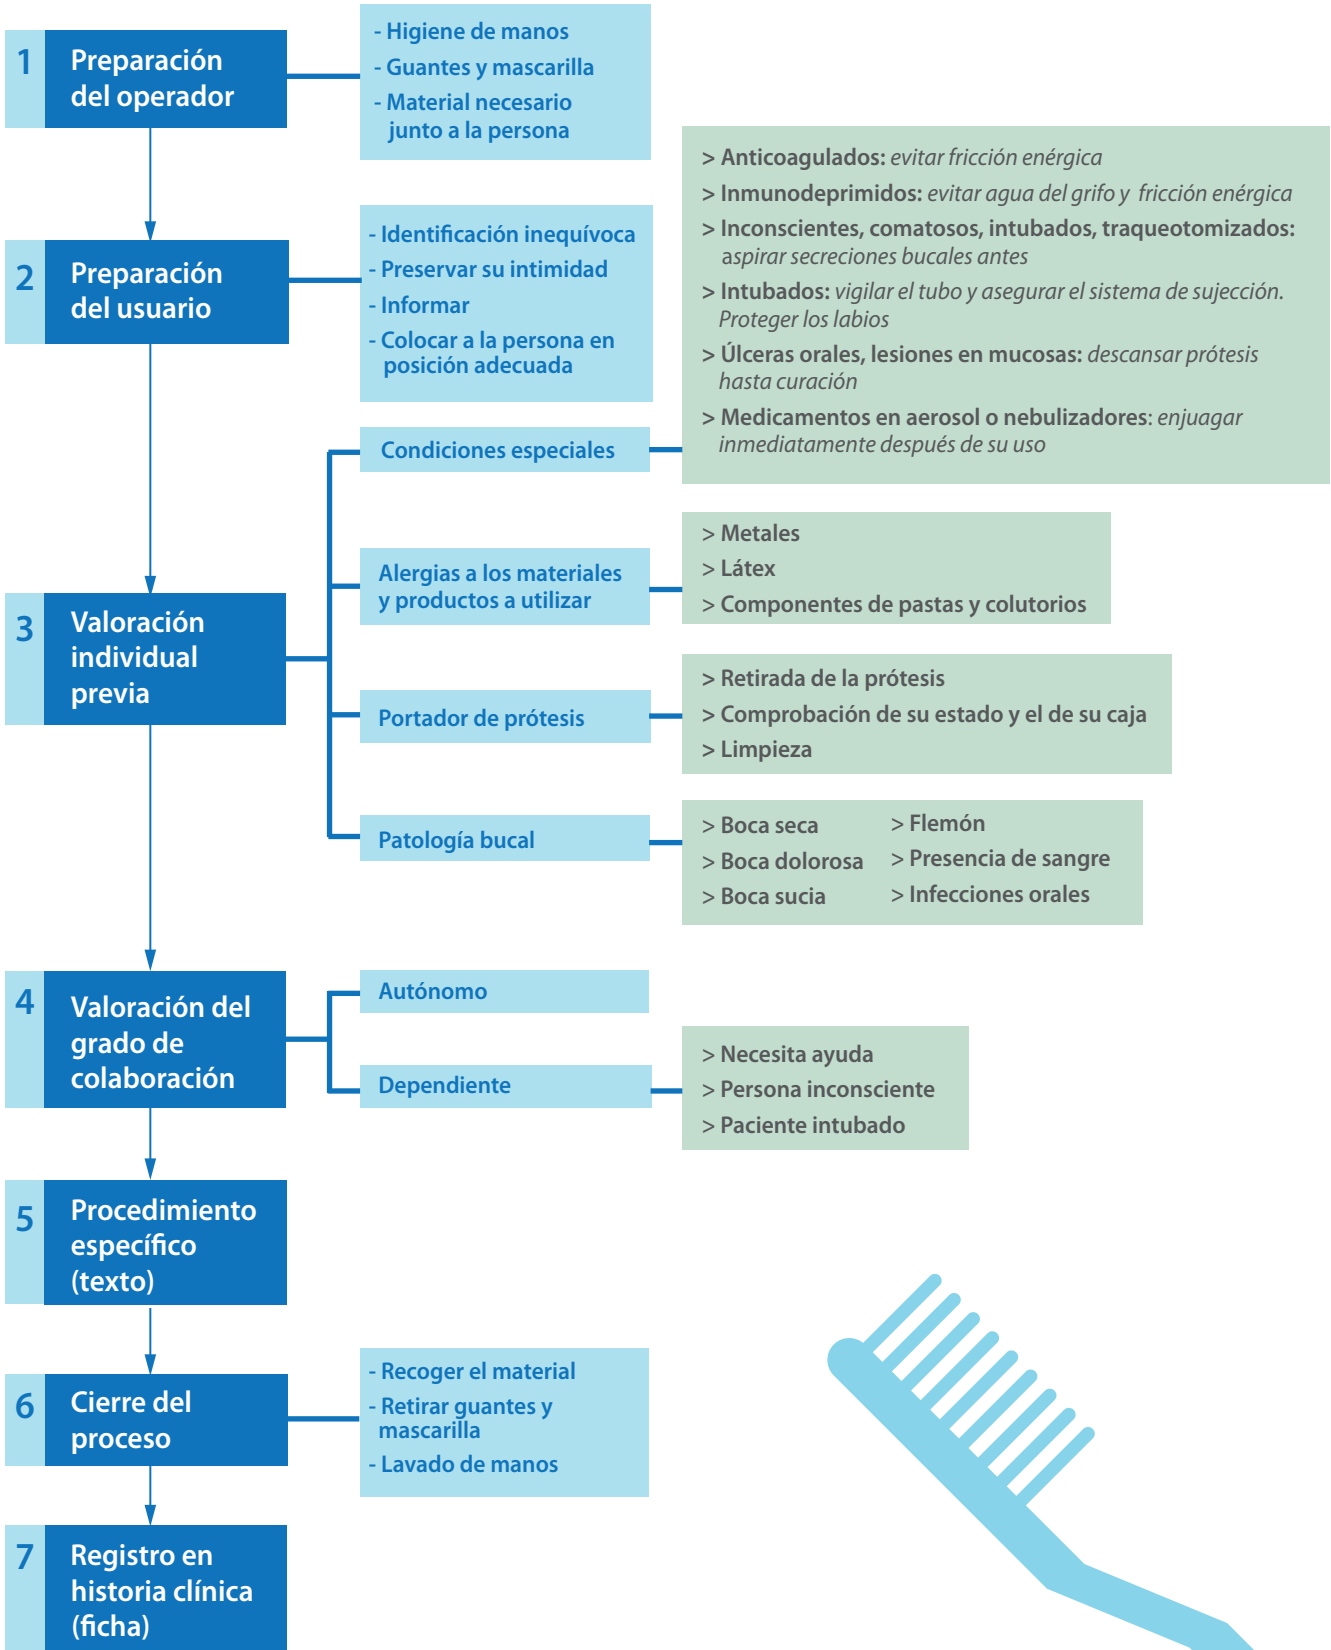 1
Preparación
del operador
- Higiene de manos
- Guantes y mascarilla
- Material necesario
junto a la persona
2
Preparación
del usuario
- Identificación inequívoca
- Preservar su intimidad
- Informar
- Colocar a la persona en
posición adecuada
3
Valoración
individual
previa
Condiciones especiales
> Anticoagulados: evitar fricción enérgica
> Inmunodeprimidos: evitar agua del grifo y fricción enérgica
> Inconscientes, comatosos, intubados, traqueotomizados:
aspirar secreciones bucales antes
> Intubados: vigilar el tubo y asegurar el sistema de sujección.
Proteger los labios
> Úlceras orales, lesiones en mucosas: descansar prótesis
hasta curación
> Medicamentos en aerosol o nebulizadores: enjuagar
inmediatamente después de su uso
Alergias a los materiales
y productos a utilizar
> Metales
> Látex
> Componentes de pastas y colutorios
Portador de prótesis
> Retirada de la prótesis
> Comprobación de su estado y el de su caja
> Limpieza
Patología bucal
> Boca seca
> Boca dolorosa
> Boca sucia
> Flemón
> Presencia de sangre
> Infecciones orales
4
Valoración del
grado de
colaboración
Autónomo
Dependiente
> Necesita ayuda
> Persona inconsciente
> Paciente intubado
5
Procedimiento
específico
(texto)
6
Cierre del
proceso
- Recoger el material
- Retirar guantes y
mascarilla
- Lavado de manos
7
Registro en
historia clínica
(ficha)